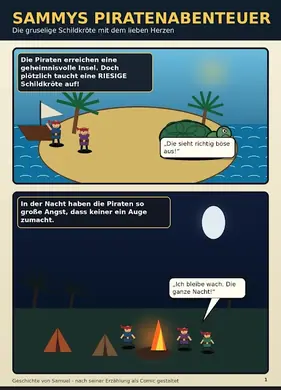 SAMMYS PIRATENABENTEUER
Die gruselige Schildkröte mit dem lieben Herzen
Die Piraten erreichen eine
geheimnisvolle Insel. Doch
plötzlich taucht eine RIESIGE
Schildkröte auf!
„Die sieht richtig böse
aus!“
In der Nacht haben die Piraten so
große Angst, dass keiner ein Auge
zumacht.
„Ich bleibe wach. Die
ganze Nacht!“
Geschichte von Samuel · nach seiner Erzählung als Comic gestaltet
1